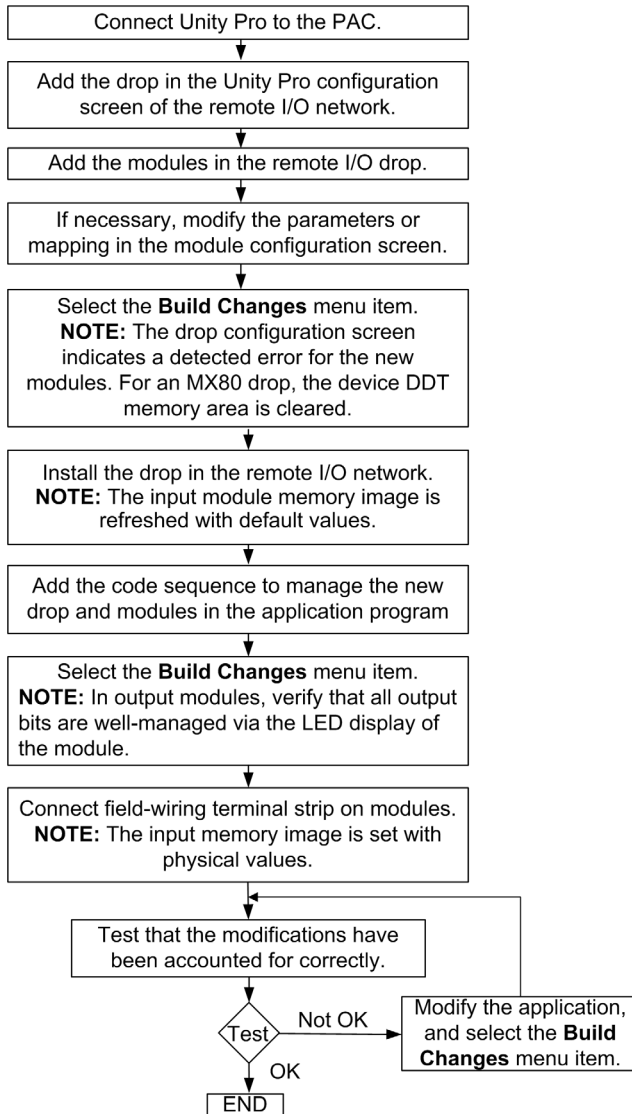 Connect Unity Pro to the PAC.
Add the drop in the Unity Pro configuration
screen of the remote I/O network.
Add the modules in the remote I/O drop.
If necessary, modify the parameters or
mapping in the module configuration screen.
Select the Build Changes menu item.
NOTE: The drop configuration screen
indicates a detected error for the new
modules. For an MX80 drop, the device DDT
memory area is cleared.
Install the drop in the remote I/O network.
NOTE: The input module memory image is
refreshed with default values.
Add the code sequence to manage the new
drop and modules in the application program
Select the Build Changes menu item.
NOTE: In output modules, verify that all output
bits are well-managed via the LED display of
the module.
Connect field-wiring terminal strip on modules.
NOTE: The input memory image is set with
physical values.
Test that the modifications have
been accounted for correctly.
Test
Not OK
Modify the application,
and select the Build
Changes menu item.
OK
END